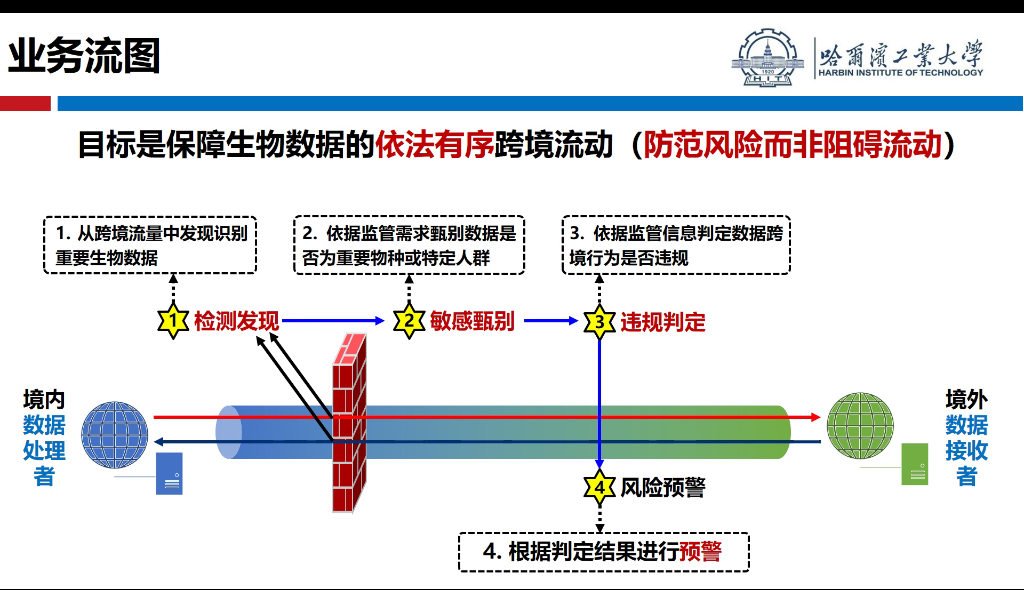 业务流图
哈尔滨工业大学
HARBIN INSTITUTE OF TECHNOLOGY
1920
HIT
目标是保障生物数据的依法有序跨境流动（防范风险而非阻碍流动）
1. 从跨境流量中发现识别
重要生物数据
2. 依据监管需求甄别数据是
否为重要物种或特定人群
3. 依据监管信息判定数据跨
境行为是否违规
1 检测发现
2 敏感甄别
3 违规判定
境内
数据
处理
者
境外
数据
接收
者
4 风险预警
4. 根据判定结果进行预警